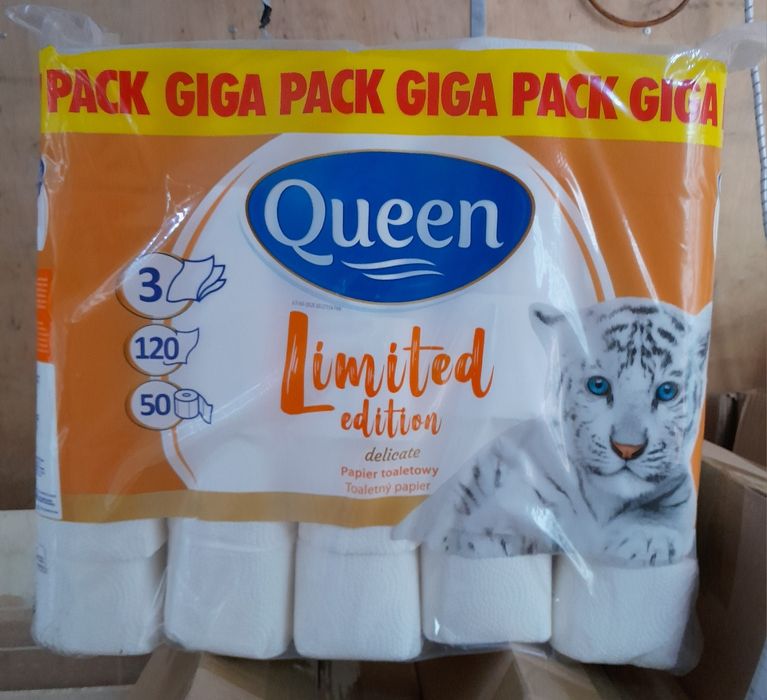 PACK GIGA PACK GIGA PACK GIGA
Queen
3
120
50
Limited
edition
delicate
Papier toaletowy
Toaletný papier